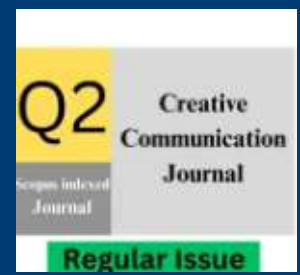 Q2
Scopus indexed
Journal
Creative
Communication
Journal
Regular Issue